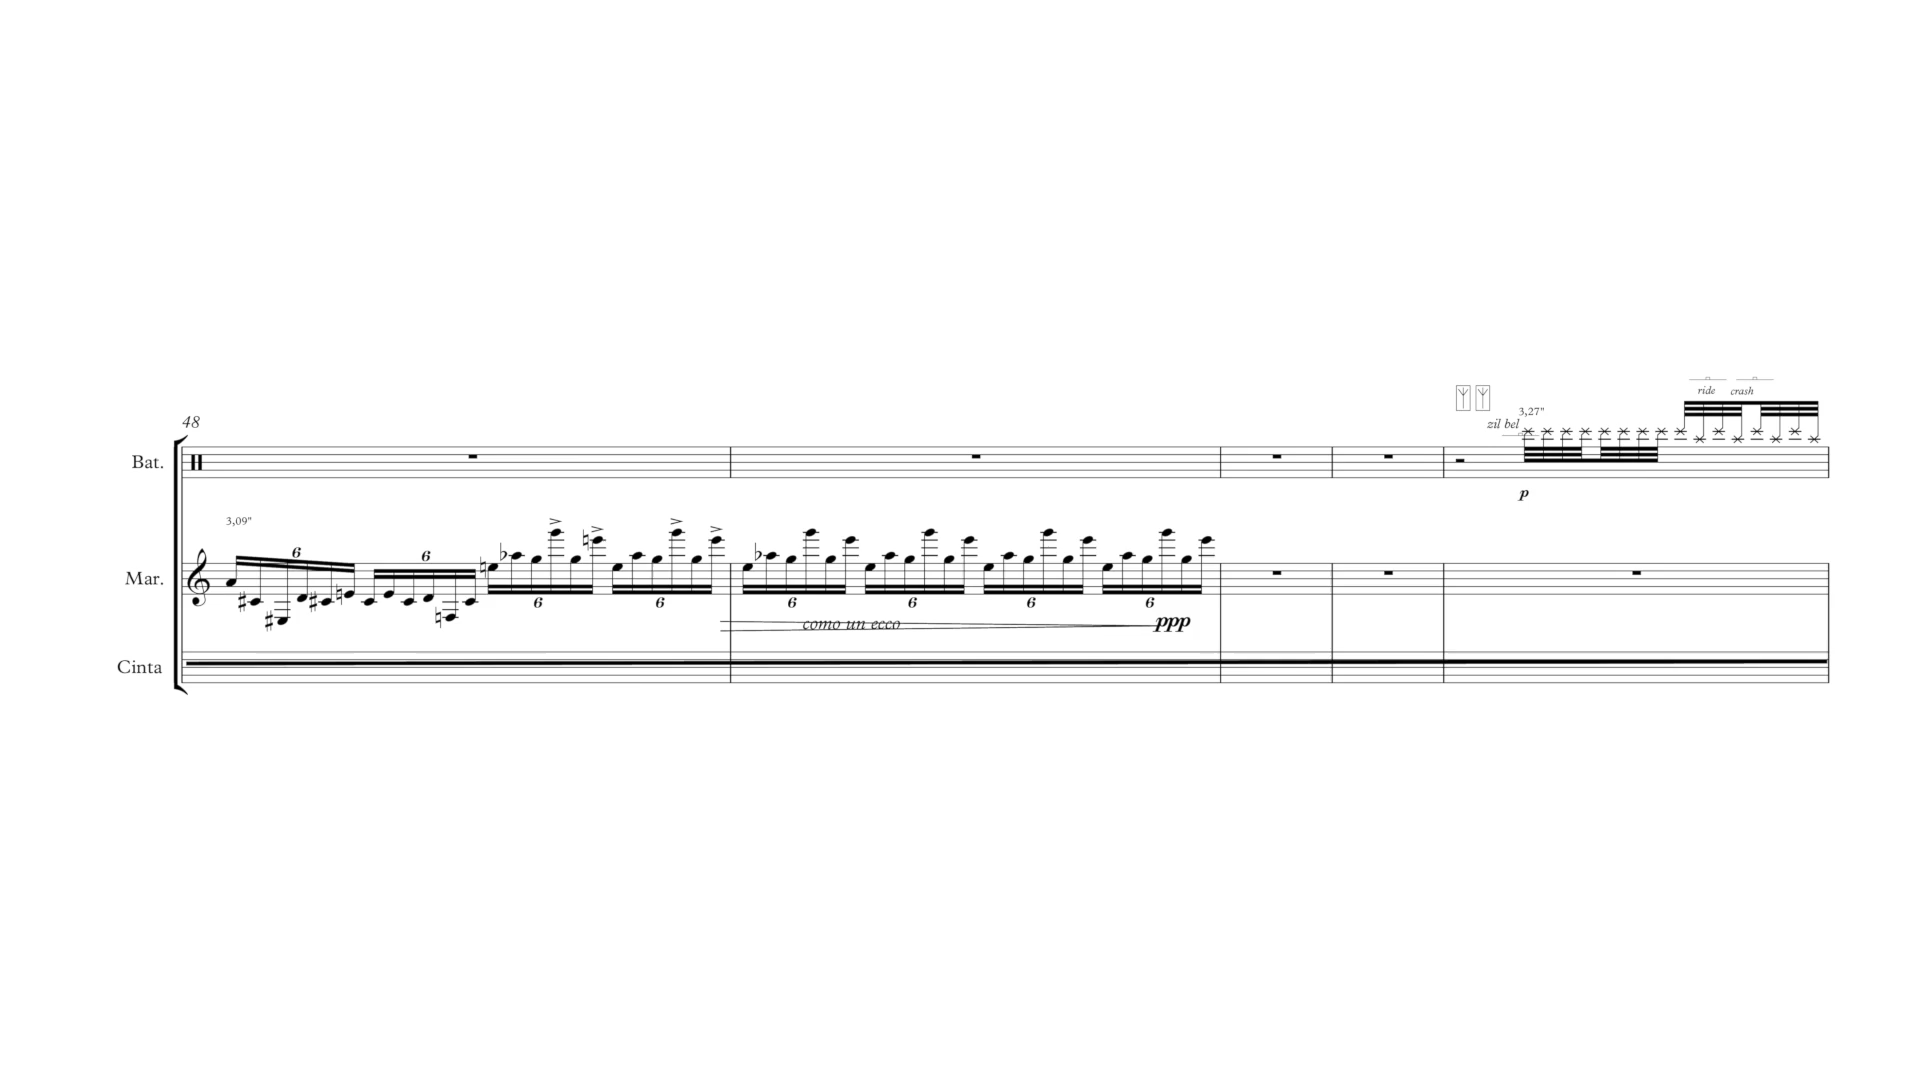 ride crash
3,27"
48
zil bel
Bat.
p
3,09"
6 6
Mar.
6 6 6 6 6 6
como un ecco ppp
Cinta